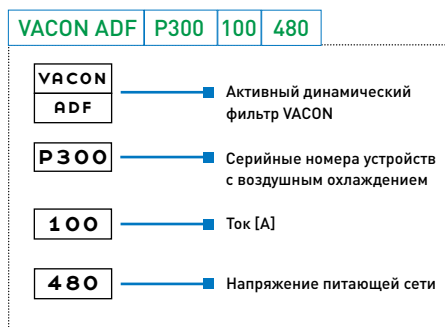 VACON ADF P300 100 480
VACON
ADF
Активный динамический
фильтр VACON
P300
Серийные номера устройств
с воздушным охлаждением
100
Ток [А]
480
Напряжение питающей сети